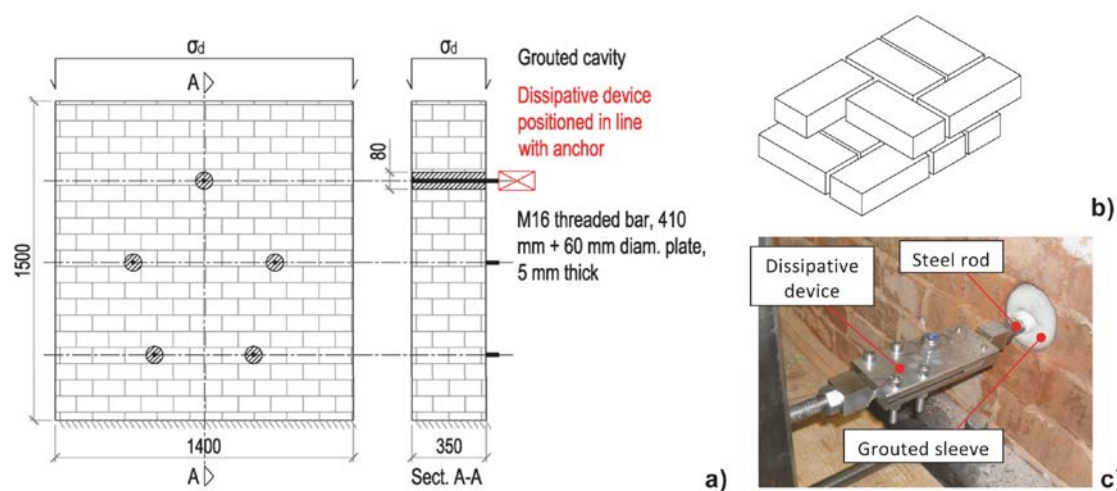 σd
A
σd
Grouted cavity
Dissipative device
positioned in line
with anchor
80
M16 threaded bar, 410
mm + 60 mm diam. plate,
5 mm thick
1500
1400
350
A
Sect. A-A
a)
b)
Dissipative
device
Steel rod
Grouted sleeve
c)